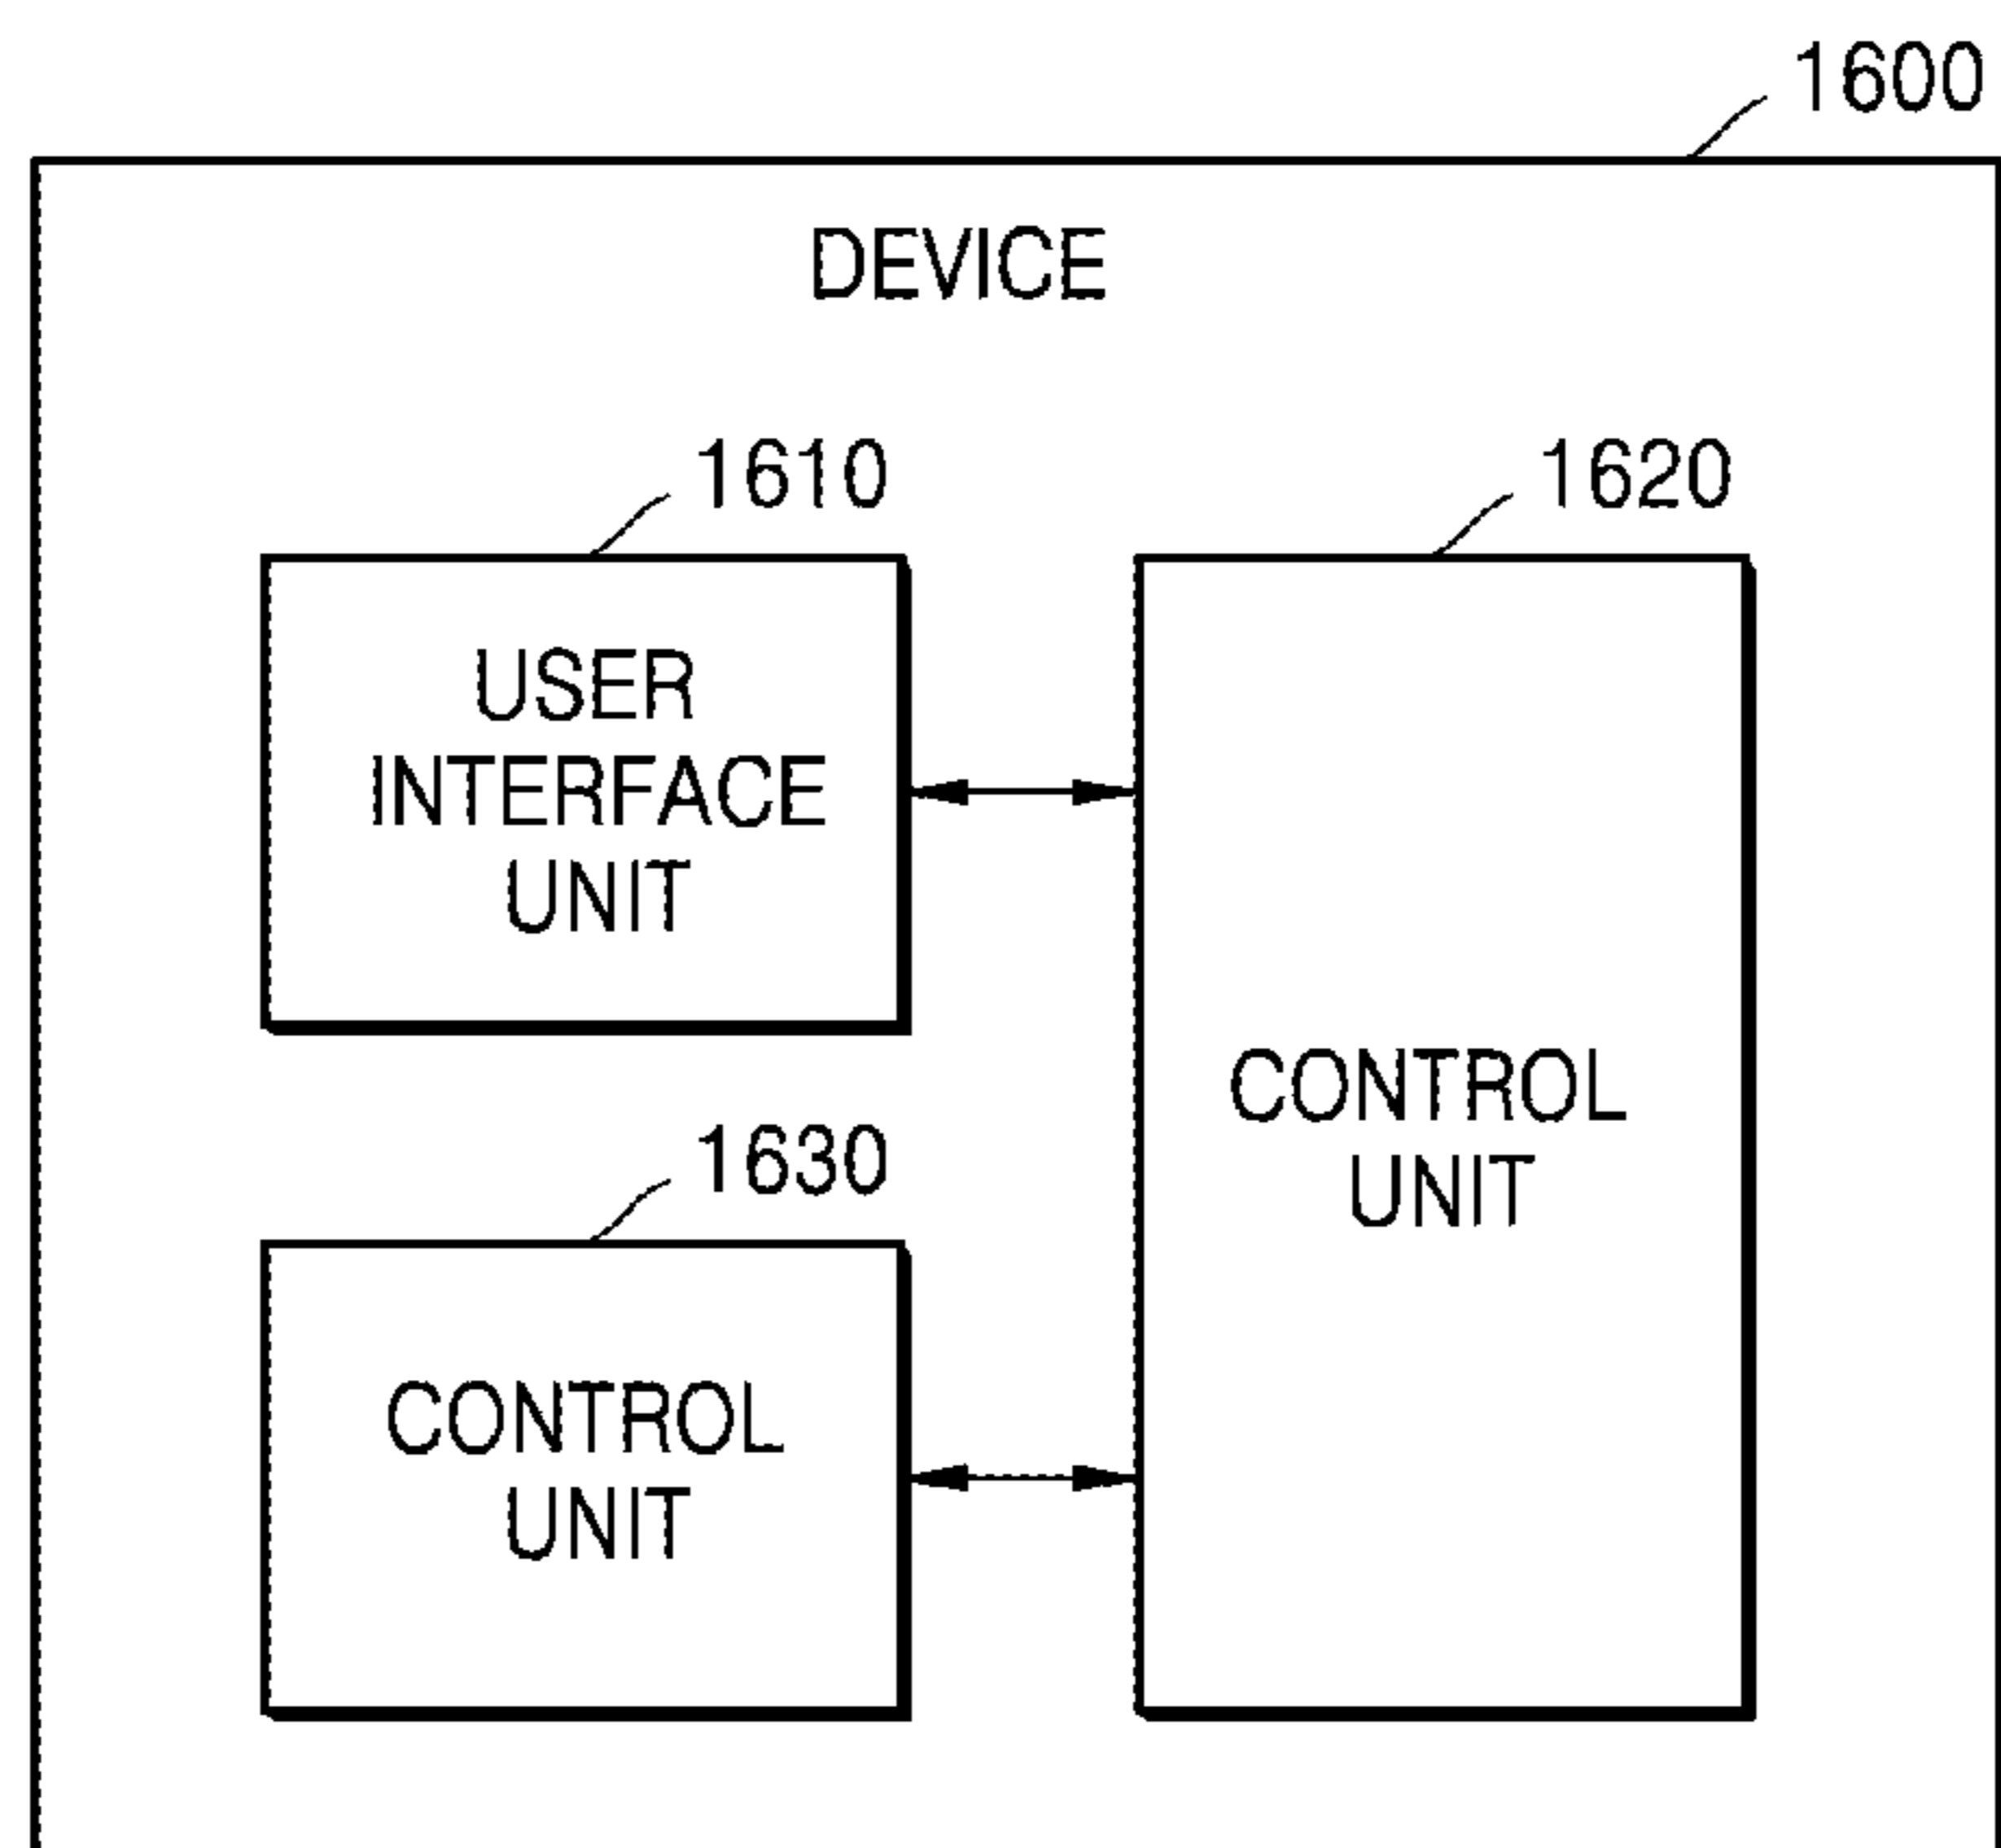 1600
DEVICE
1610
1620
USER
INTERFACE
UNIT
CONTROL
UNIT
1630
CONTROL
UNIT